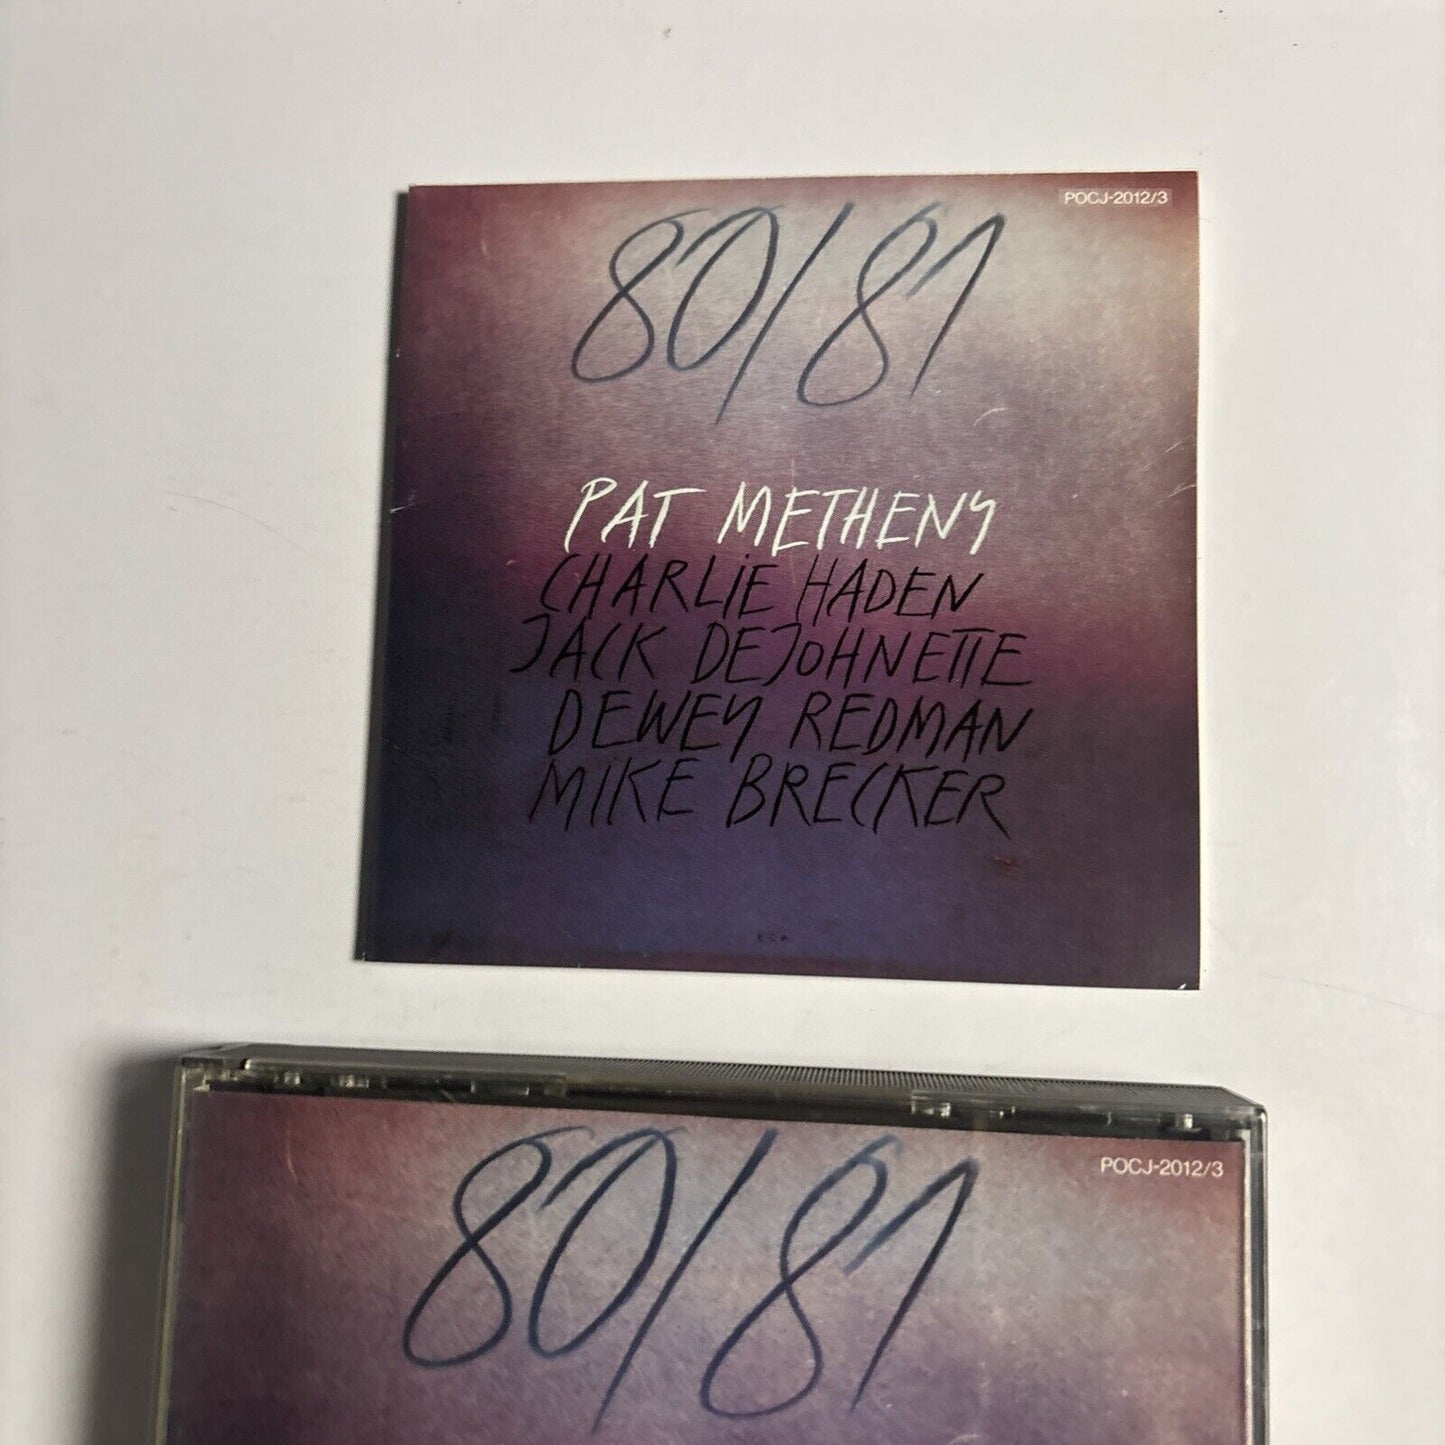 POCJ-2012/3
80/81
PAT METHENY
CHARLiE HADEN
JACK DEJOHNETTE
DEWEY REDMAN
MIKE BRECKER
ECM
POCJ-2012/3
80/81